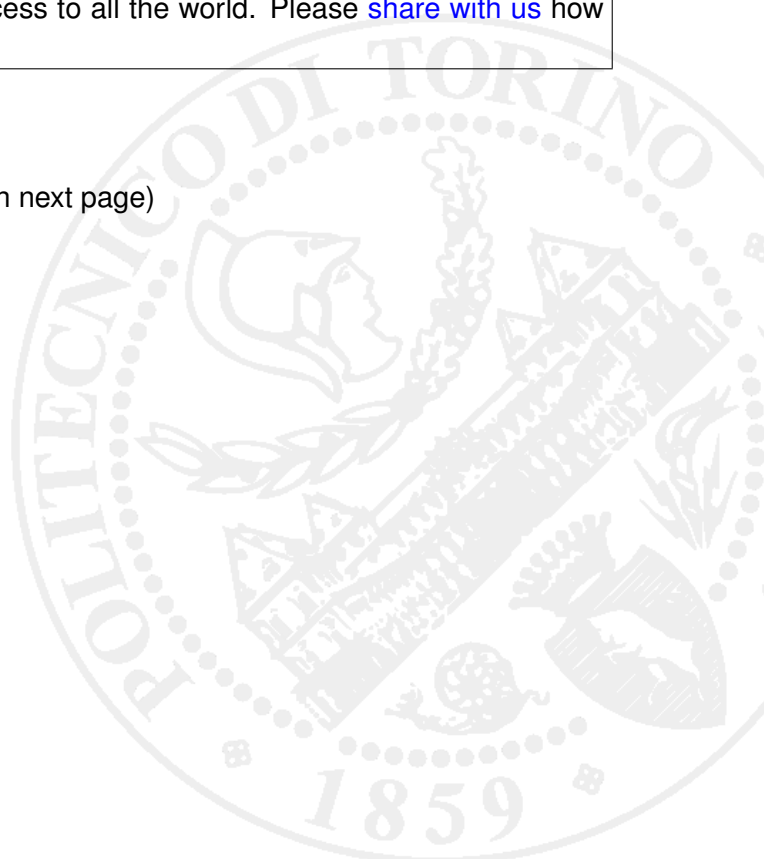 cess to all the world. Please share with us how
n next page)
POLITECNICO DI TORINO
1859